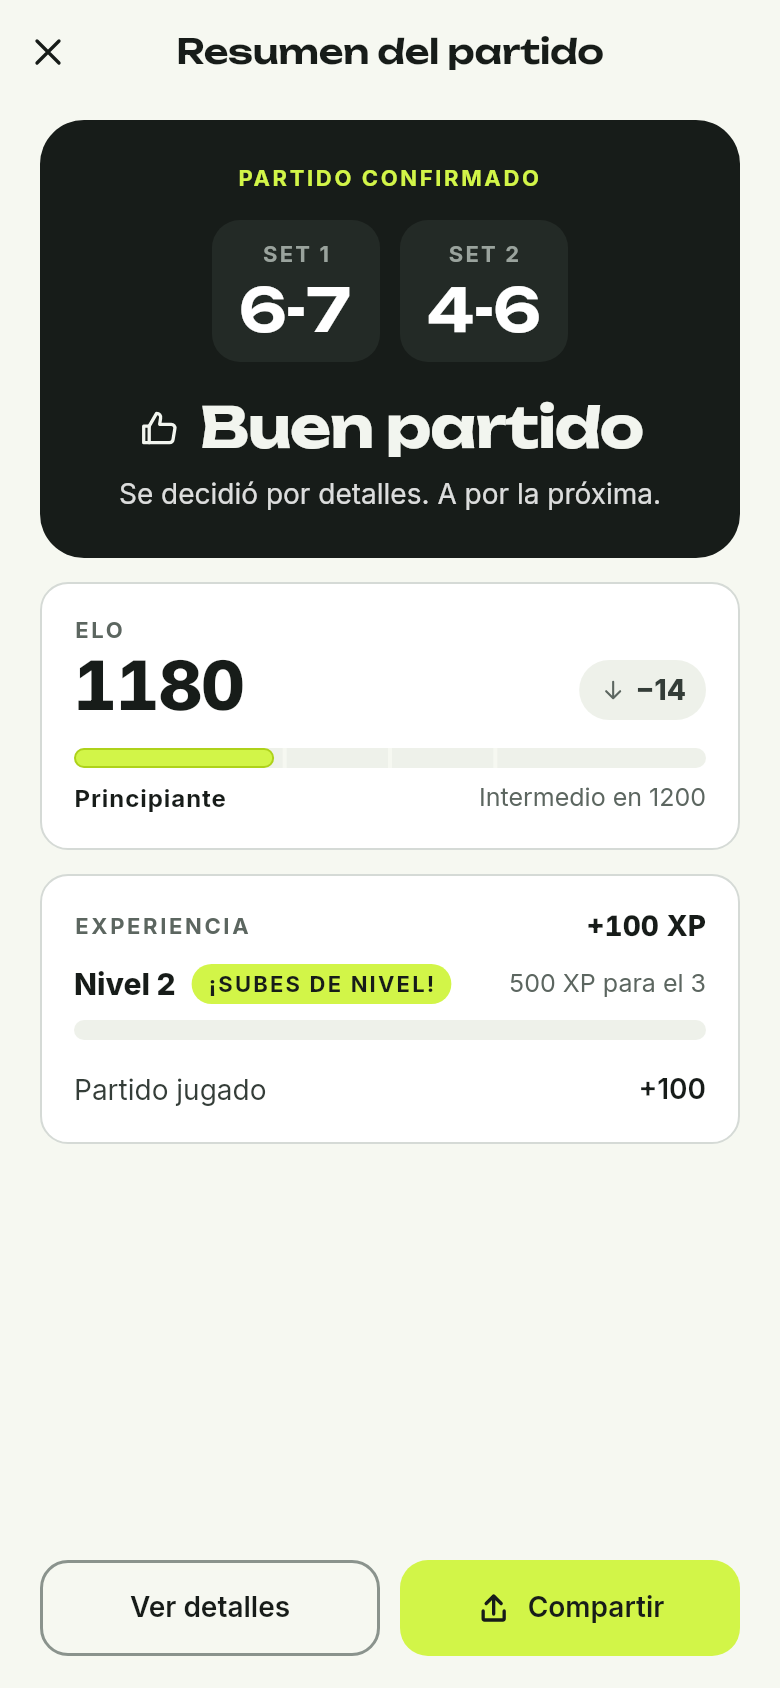 Resumen del partido
PARTIDO CONFIRMADO
SET 1
6-7
SET 2
4-6
Buen partido
Se decidió por detalles. A por la próxima.
ELO
1180
−14
Principiante
Intermedio en 1200
EXPERIENCIA
+100 XP
Nivel 2
¡SUBES DE NIVEL!
500 XP para el 3
Partido jugado
+100
Ver detalles
Compartir